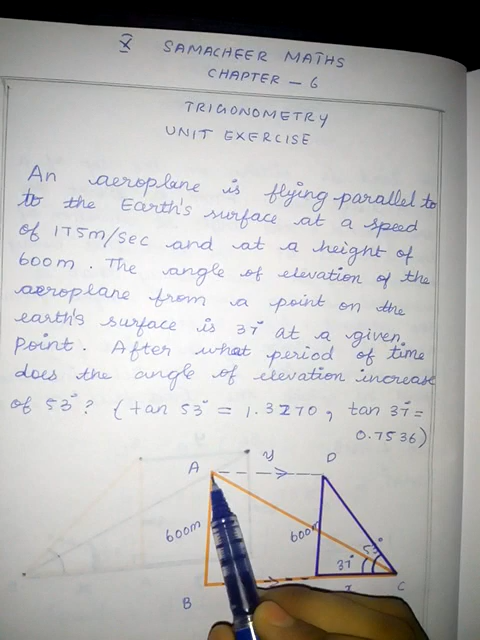 X SAMACHEER MATHS
CHAPTER - 6
TRIGONOMETRY
UNIT EXERCISE
An aeroplane is flying parallel to
to the Earth's surface at a speed
of 175m/sec and at a height of
600m. The angle of elevation of the
aeroplane from a point on the
earth's surface is 37° at a given
point. After what period of time
does the angle of elevation increase
of 53°? (tan 53° = 1.3270, tan 37° =
0.7536)
A y D
600m 600m 37° 53°
B x C